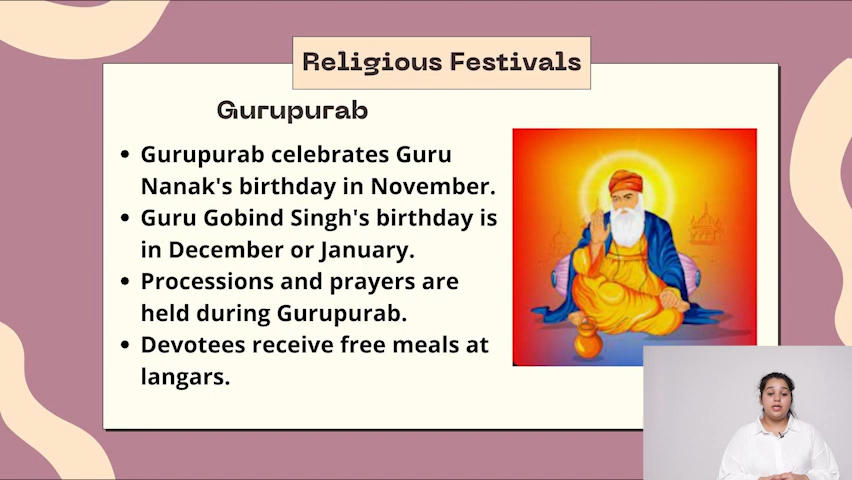 Religious Festivals
Gurupurab
• Gurupurab celebrates Guru
Nanak's birthday in November.
• Guru Gobind Singh's birthday is
in December or January.
• Processions and prayers are
held during Gurupurab.
• Devotees receive free meals at
langars.